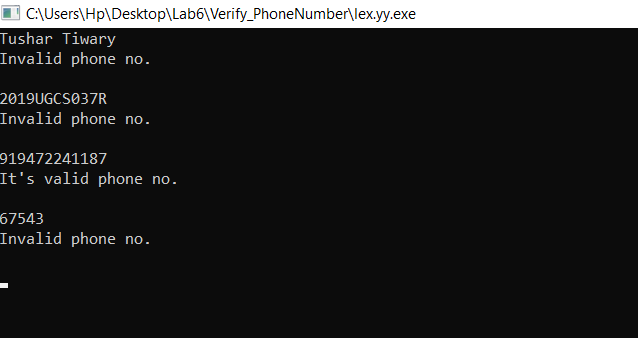 C:\Users\Hp\Desktop\Lab6\Verify_PhoneNumber\lex.yy.exe
Tushar Tiwary
Invalid phone no.
2019UGCS037R
Invalid phone no.
919472241187
It's valid phone no.
67543
Invalid phone no.